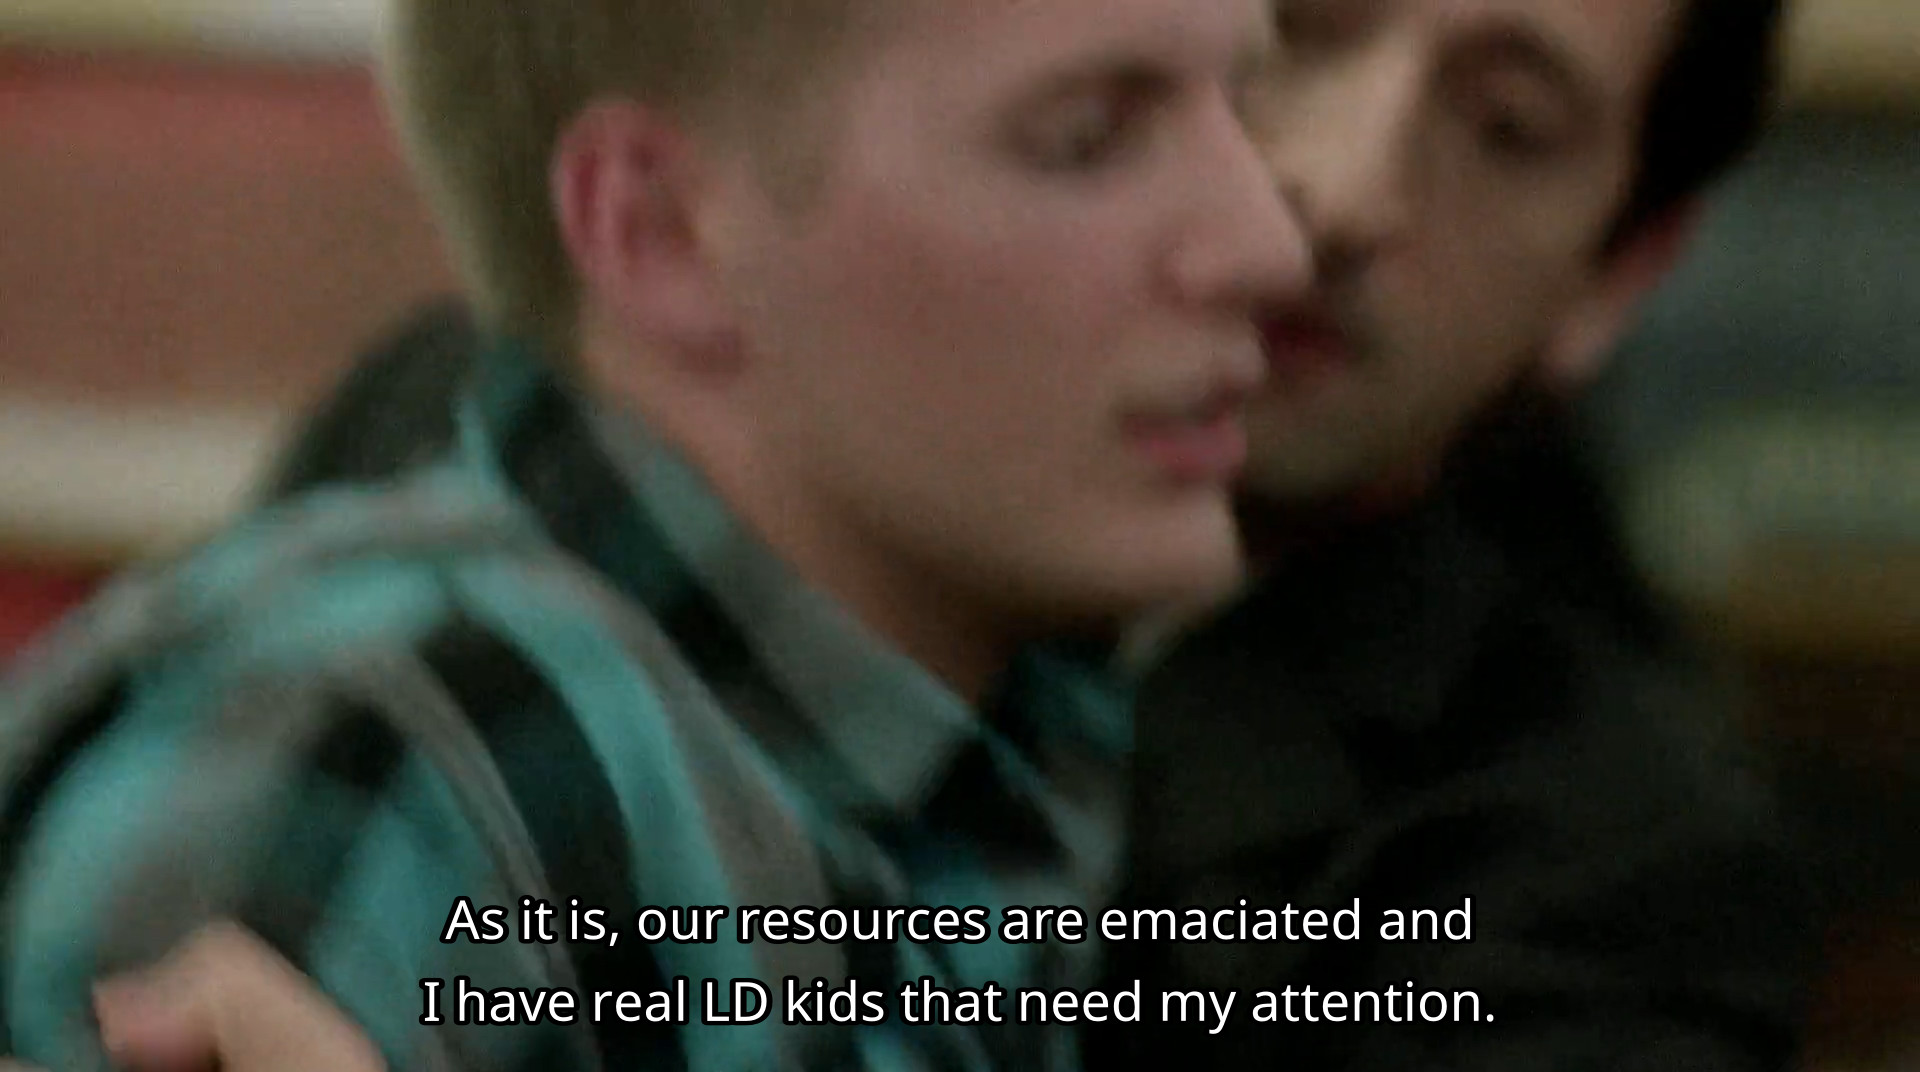 As it is, our resources are emaciated and
I have real LD kids that need my attention.